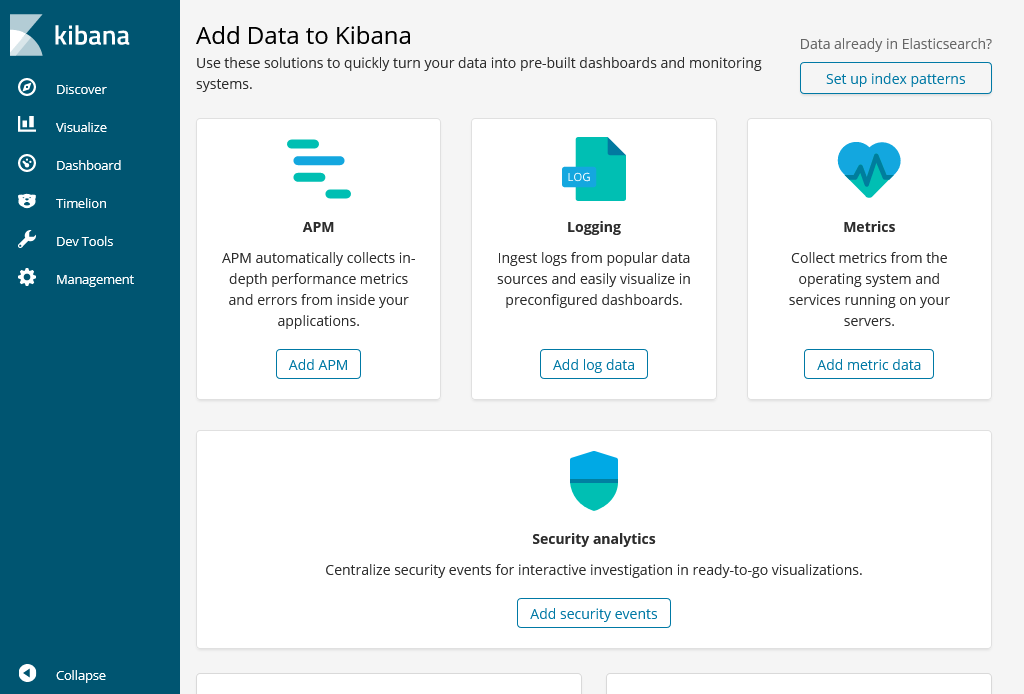 kibana
Discover
Visualize
Dashboard
Timelion
Dev Tools
Management
Collapse
Add Data to Kibana
Use these solutions to quickly turn your data into pre-built dashboards and monitoring
systems.
Data already in Elasticsearch?
Set up index patterns
APM
APM automatically collects in-
depth performance metrics
and errors from inside your
applications.
Add APM
LOG
Logging
Ingest logs from popular data
sources and easily visualize in
preconfigured dashboards.
Add log data
Metrics
Collect metrics from the
operating system and
services running on your
servers.
Add metric data
Security analytics
Centralize security events for interactive investigation in ready-to-go visualizations.
Add security events